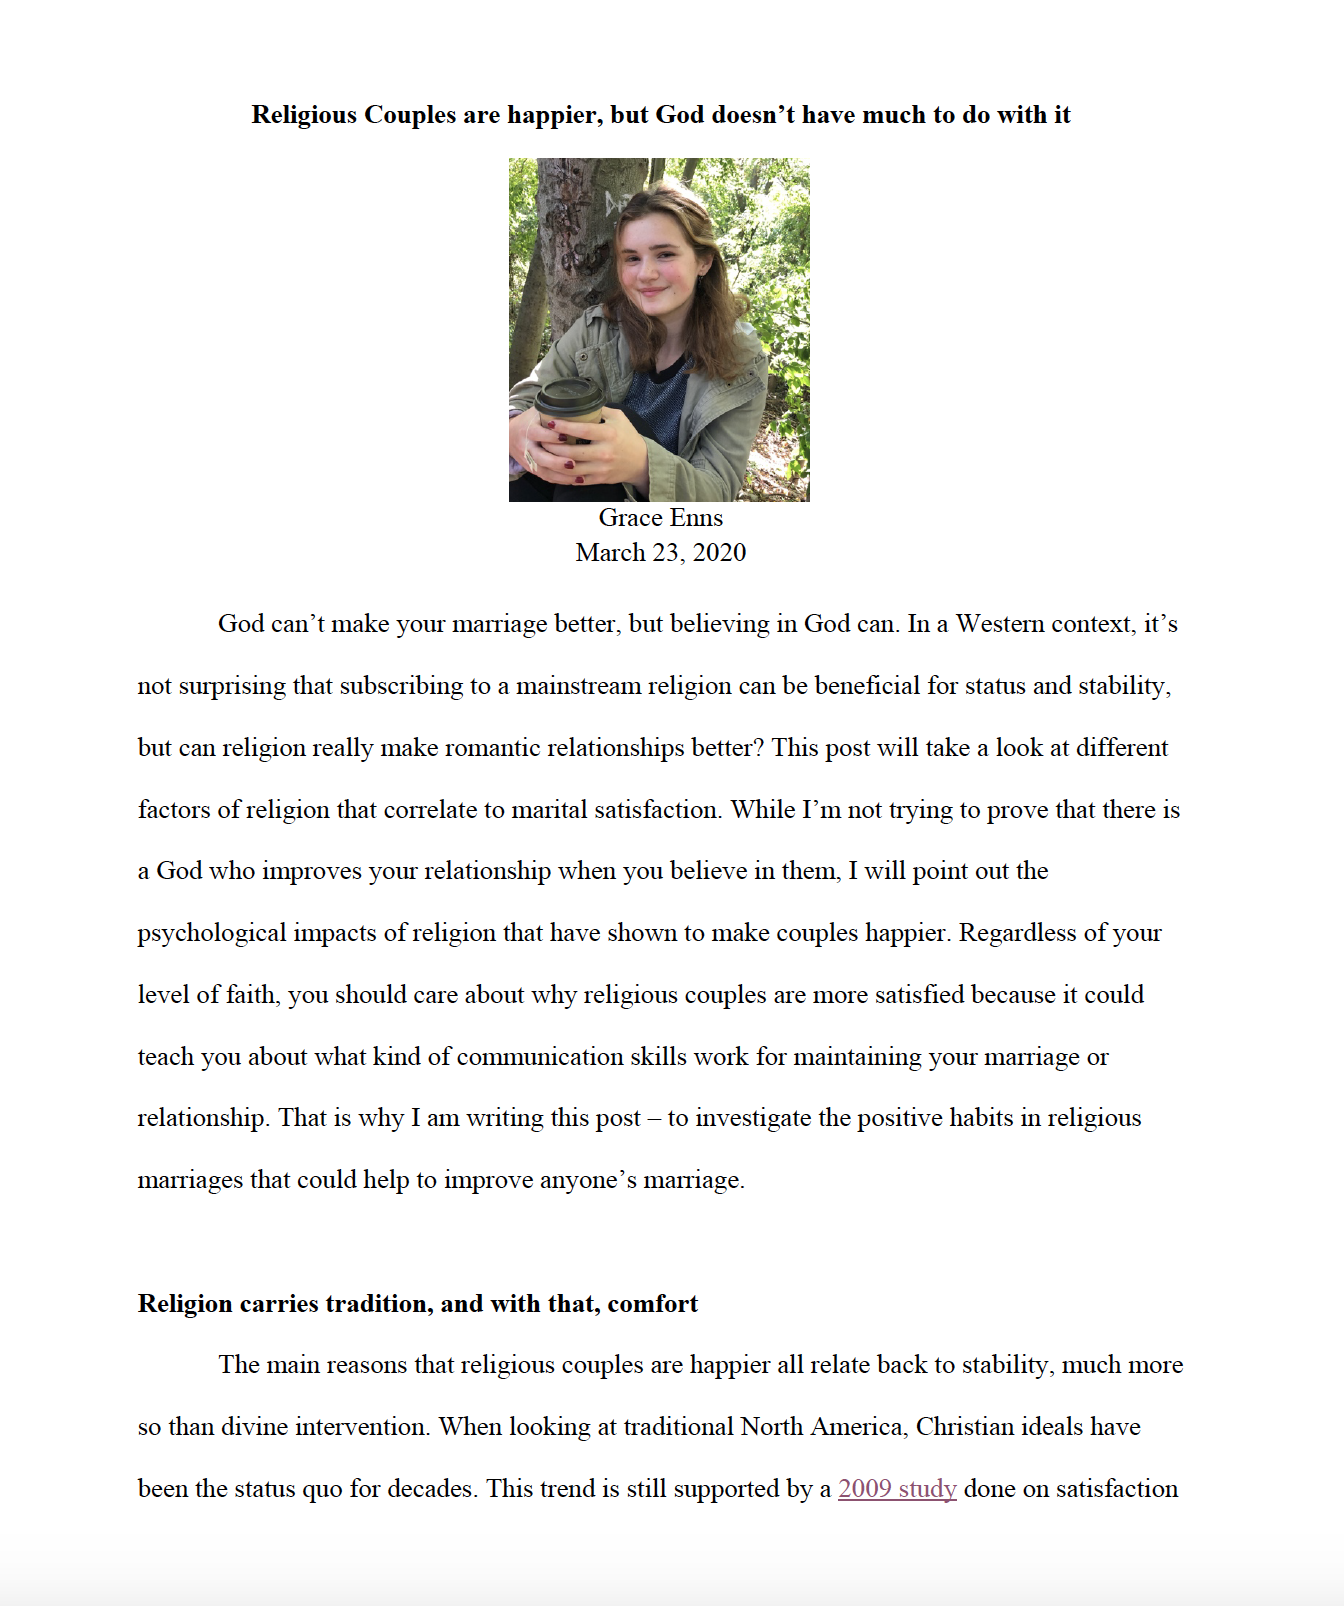 Religious Couples are happier, but God doesn’t have much to do with it
Grace Enns
March 23, 2020
God can’t make your marriage better, but believing in God can. In a Western context, it’s
not surprising that subscribing to a mainstream religion can be beneficial for status and stability,
but can religion really make romantic relationships better? This post will take a look at different
factors of religion that correlate to marital satisfaction. While I’m not trying to prove that there is
a God who improves your relationship when you believe in them, I will point out the
psychological impacts of religion that have shown to make couples happier. Regardless of your
level of faith, you should care about why religious couples are more satisfied because it could
teach you about what kind of communication skills work for maintaining your marriage or
relationship. That is why I am writing this post – to investigate the positive habits in religious
marriages that could help to improve anyone’s marriage.
Religion carries tradition, and with that, comfort
The main reasons that religious couples are happier all relate back to stability, much more
so than divine intervention. When looking at traditional North America, Christian ideals have
been the status quo for decades. This trend is still supported by a 2009 study done on satisfaction